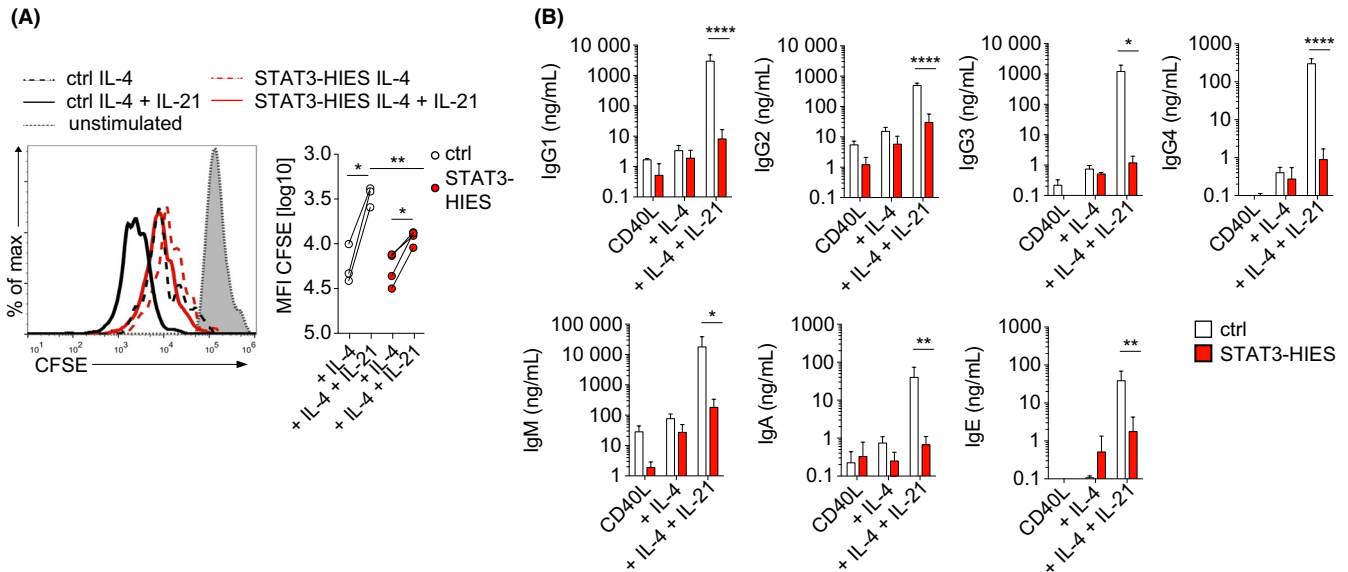 (A)
ctrl IL-4
STAT3-HIES IL-4
ctrl IL-4 + IL-21
STAT3-HIES IL-4 + IL-21
unstimulated
% of max
10¹ 10² 10³ 10⁴ 10⁵ 10⁶
CFSE
MFI CFSE [log10]
3.0
3.5
4.0
4.5
5.0
* ** *
ctrl
STAT3-
HIES
+ IL-4
+ IL-4 + IL-21
+ IL-4
+ IL-4 + IL-21
(B)
IgG1 (ng/mL)
10 000
1000
100
10
1
0.1
****
CD40L
+ IL-4
+ IL-4 + IL-21
IgG2 (ng/mL)
10 000
1000
100
10
1
0.1
****
CD40L
+ IL-4
+ IL-4 + IL-21
IgG3 (ng/mL)
10 000
1000
100
10
1
0.1
*
CD40L
+ IL-4
+ IL-4 + IL-21
IgG4 (ng/mL)
1000
100
10
1
0.1
****
CD40L
+ IL-4
+ IL-4 + IL-21
IgM (ng/mL)
100 000
10 000
1000
100
10
1
*
CD40L
+ IL-4
+ IL-4 + IL-21
IgA (ng/mL)
1000
100
10
1
0.1
**
CD40L
+ IL-4
+ IL-4 + IL-21
IgE (ng/mL)
1000
100
10
1
0.1
**
CD40L
+ IL-4
+ IL-4 + IL-21
ctrl
STAT3-HIES